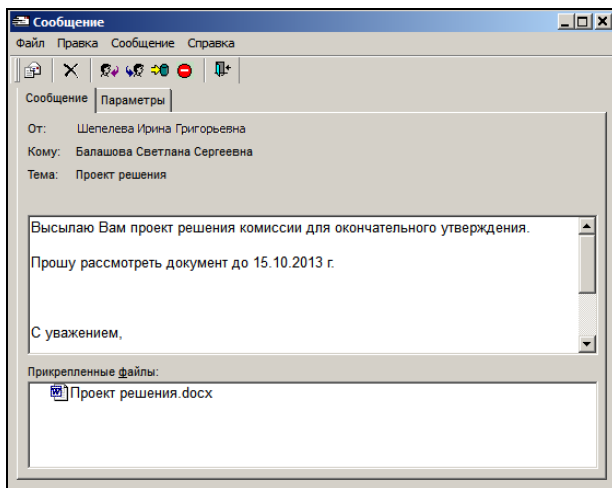 Сообщение
Файл Правка Сообщение Справка
Сообщение Параметры
От: Шепелева Ирина Григорьевна
Кому: Балашова Светлана Сергеевна
Тема: Проект решения
Высылаю Вам проект решения комиссии для окончательного утверждения.
Прошу рассмотреть документ до 15.10.2013 г.
С уважением,
Прикрепленные файлы:
Проект решения.docx